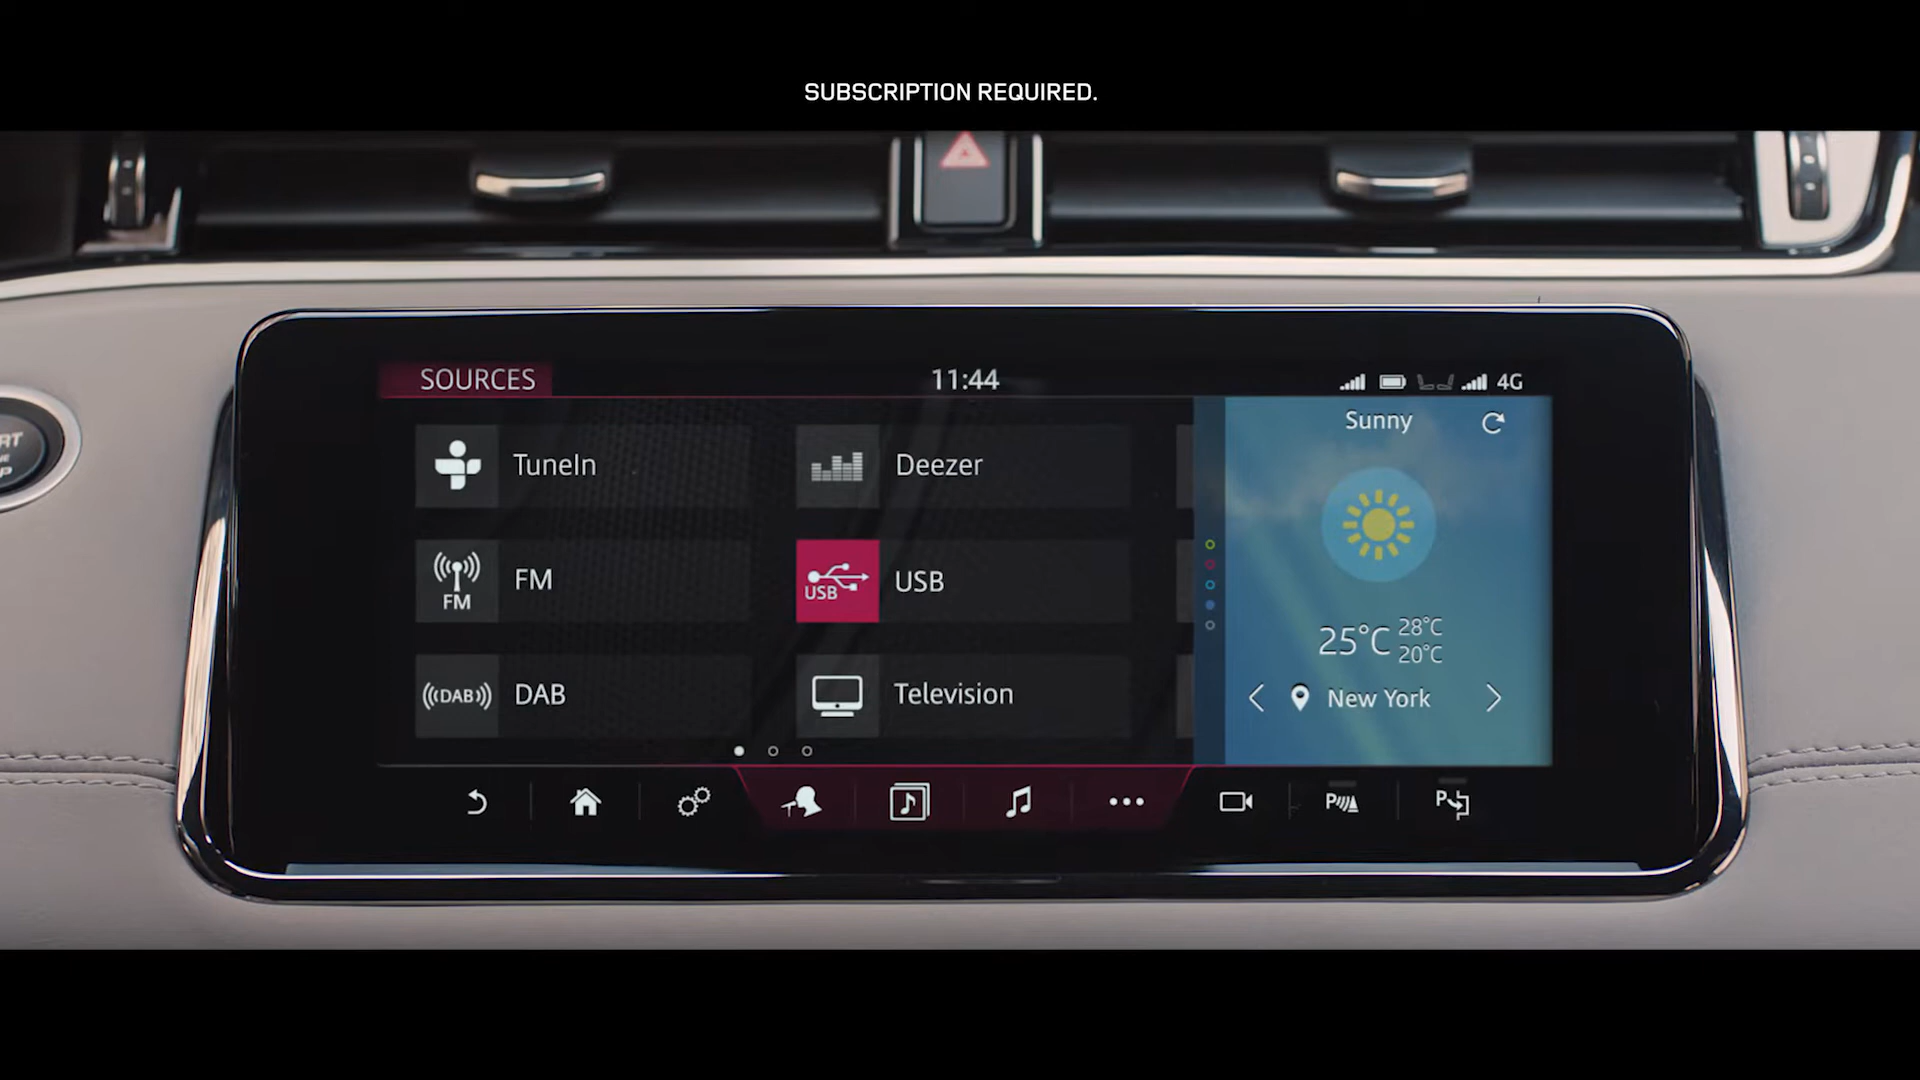 SUBSCRIPTION REQUIRED.
SOURCES
11:44
4G
TuneIn
Deezer
Sunny
FM
FM
USB
USB
DAB
DAB
Television
25°C
28°C
20°C
New York
P
P